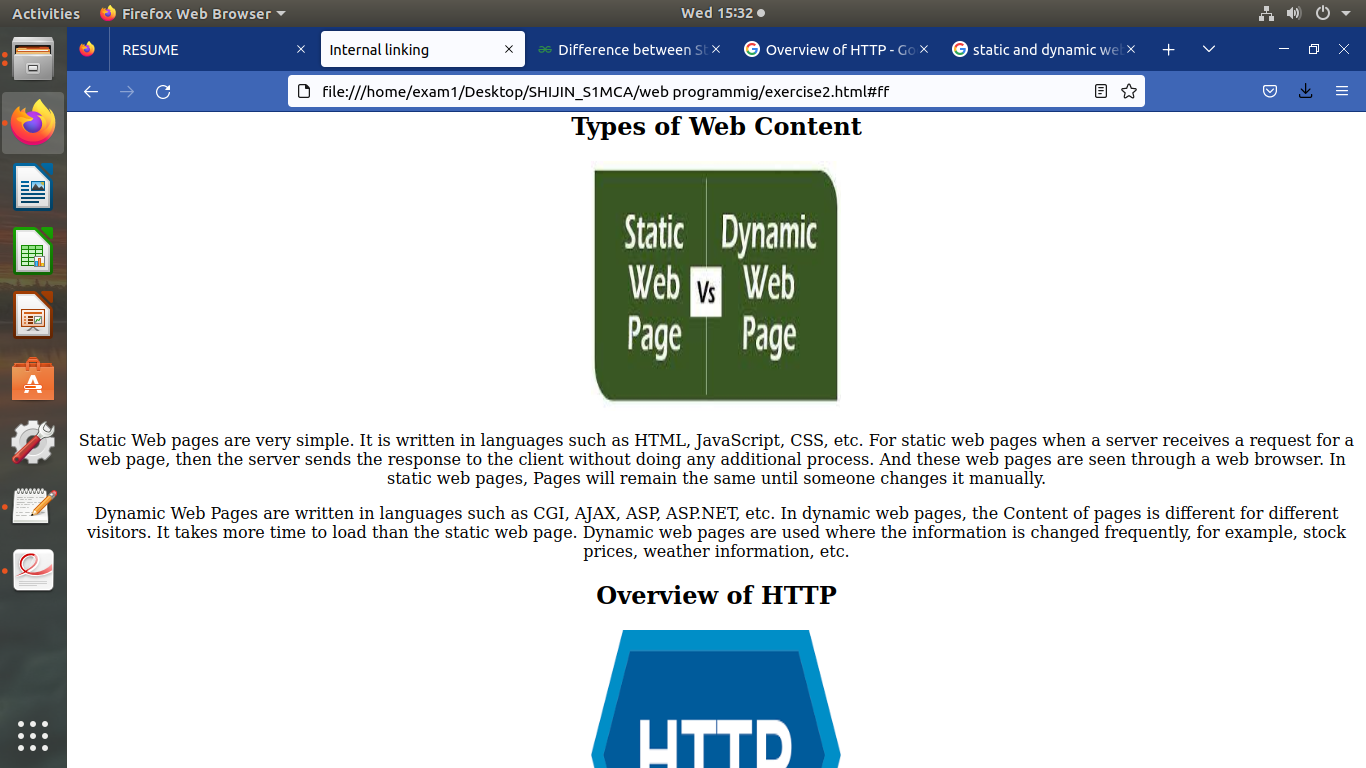 Activities Firefox Web Browser Wed 15:32
RESUME Internal linking Difference between St Overview of HTTP - Go static and dynamic web
file:///home/exam1/Desktop/SHIJIN_S1MCA/web programmig/exercise2.html#ff
Types of Web Content
Static Dynamic
Web Vs Web
Page Page
Static Web pages are very simple. It is written in languages such as HTML, JavaScript, CSS, etc. For static web pages when a server receives a request for a
web page, then the server sends the response to the client without doing any additional process. And these web pages are seen through a web browser. In
static web pages, Pages will remain the same until someone changes it manually.
Dynamic Web Pages are written in languages such as CGI, AJAX, ASP, ASP.NET, etc. In dynamic web pages, the Content of pages is different for different
visitors. It takes more time to load than the static web page. Dynamic web pages are used where the information is changed frequently, for example, stock
prices, weather information, etc.
Overview of HTTP
HTTP